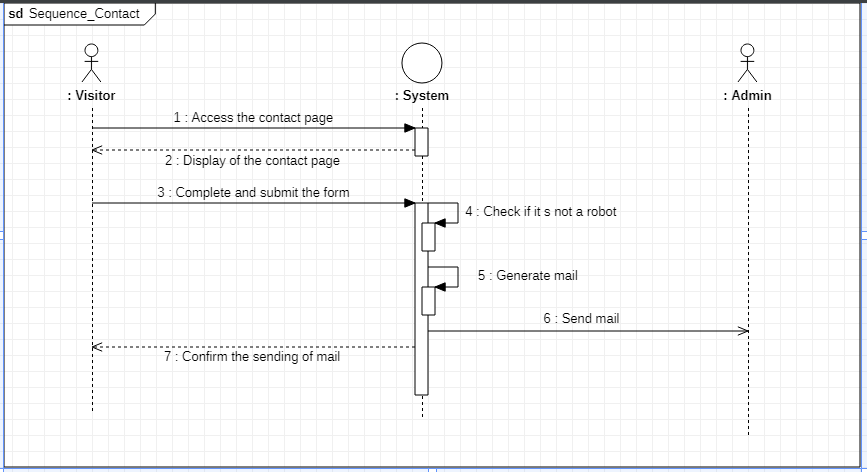 sd Sequence_Contact
: Visitor
: System
: Admin
1 : Access the contact page
2 : Display of the contact page
3 : Complete and submit the form
4 : Check if it s not a robot
5 : Generate mail
6 : Send mail
7 : Confirm the sending of mail